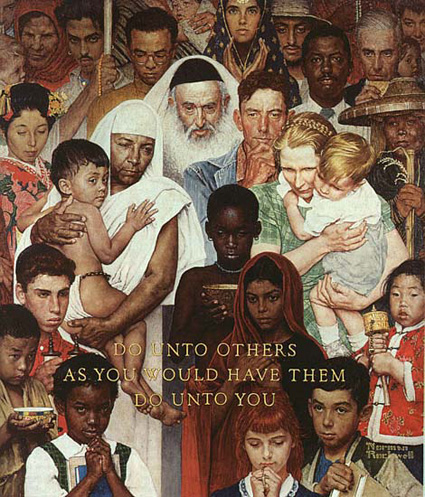 DO UNTO OTHERS
AS YOU WOULD HAVE THEM
DO UNTO YOU
Norman
Rockwell